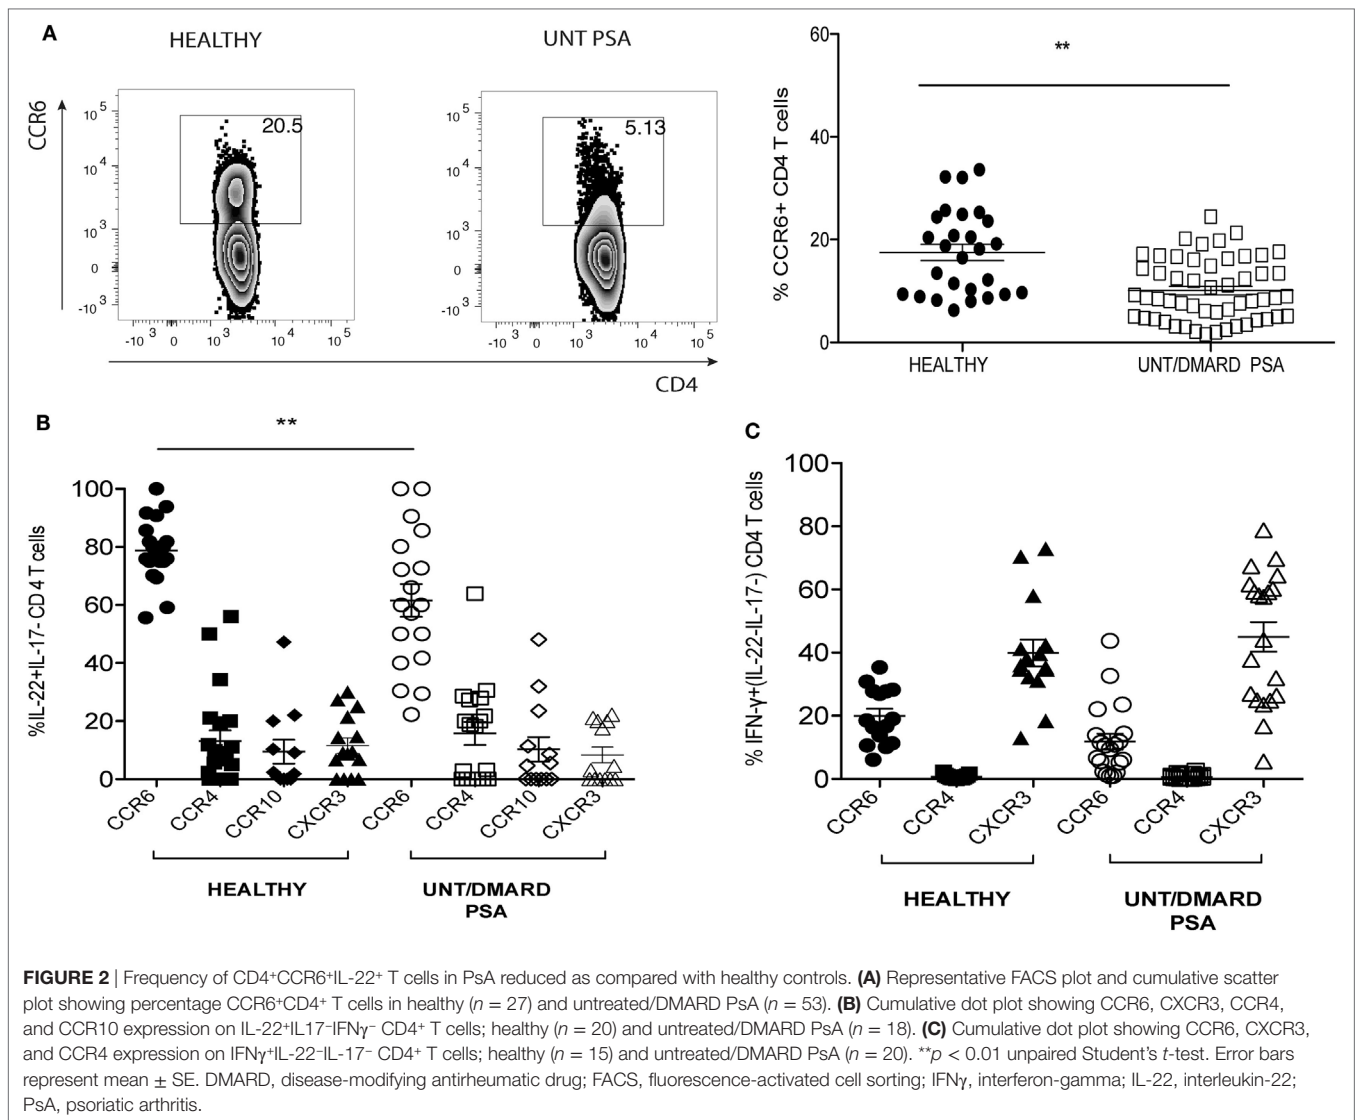 A
HEALTHY
UNT PSA
CCR6
20.5
10 5
10 4
10 3
0
-10 3
-10 3 0 10 3 10 4 10 5
5.13
10 5
10 4
10 3
0
-10 3
-10 3 0 10 3 10 4 10 5
CD4
% CCR6+ CD4 T cells
60
40
20
0
**
HEALTHY UNT/DMARD PSA
B
**
%IL-22+IL-17- CD4 T cells
100
80
60
40
20
0
CCR6 CCR4 CCR10 CXCR3 CCR6 CCR4 CCR10 CXCR3
HEALTHY UNT/DMARD
PSA
C
% IFN-γ+(IL-22-IL-17-) CD4 T cells
100
80
60
40
20
0
CCR6 CCR4 CXCR3 CCR6 CCR4 CXCR3
HEALTHY UNT/DMARD
PSA
FIGURE 2 | Frequency of CD4⁺CCR6⁺IL-22⁺ T cells in PsA reduced as compared with healthy controls. (A) Representative FACS plot and cumulative scatter
plot showing percentage CCR6⁺CD4⁺ T cells in healthy (n = 27) and untreated/DMARD PsA (n = 53). (B) Cumulative dot plot showing CCR6, CXCR3, CCR4,
and CCR10 expression on IL-22⁺IL17⁻IFNγ⁻ CD4⁺ T cells; healthy (n = 20) and untreated/DMARD PsA (n = 18). (C) Cumulative dot plot showing CCR6, CXCR3,
and CCR4 expression on IFNγ⁺IL-22⁻IL-17⁻ CD4⁺ T cells; healthy (n = 15) and untreated/DMARD PsA (n = 20). **p < 0.01 unpaired Student’s t-test. Error bars
represent mean ± SE. DMARD, disease-modifying antirheumatic drug; FACS, fluorescence-activated cell sorting; IFNγ, interferon-gamma; IL-22, interleukin-22;
PsA, psoriatic arthritis.